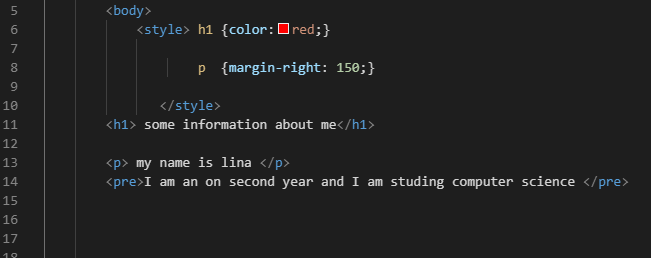 5 <body>
6 <style> h1 {color:red;}
7
8 p {margin-right: 150;}
9
10 </style>
11 <h1> some information about me</h1>
12
13 <p> my name is lina </p>
14 <pre>I am an on second year and I am studing computer science </pre>
15
16
17
18